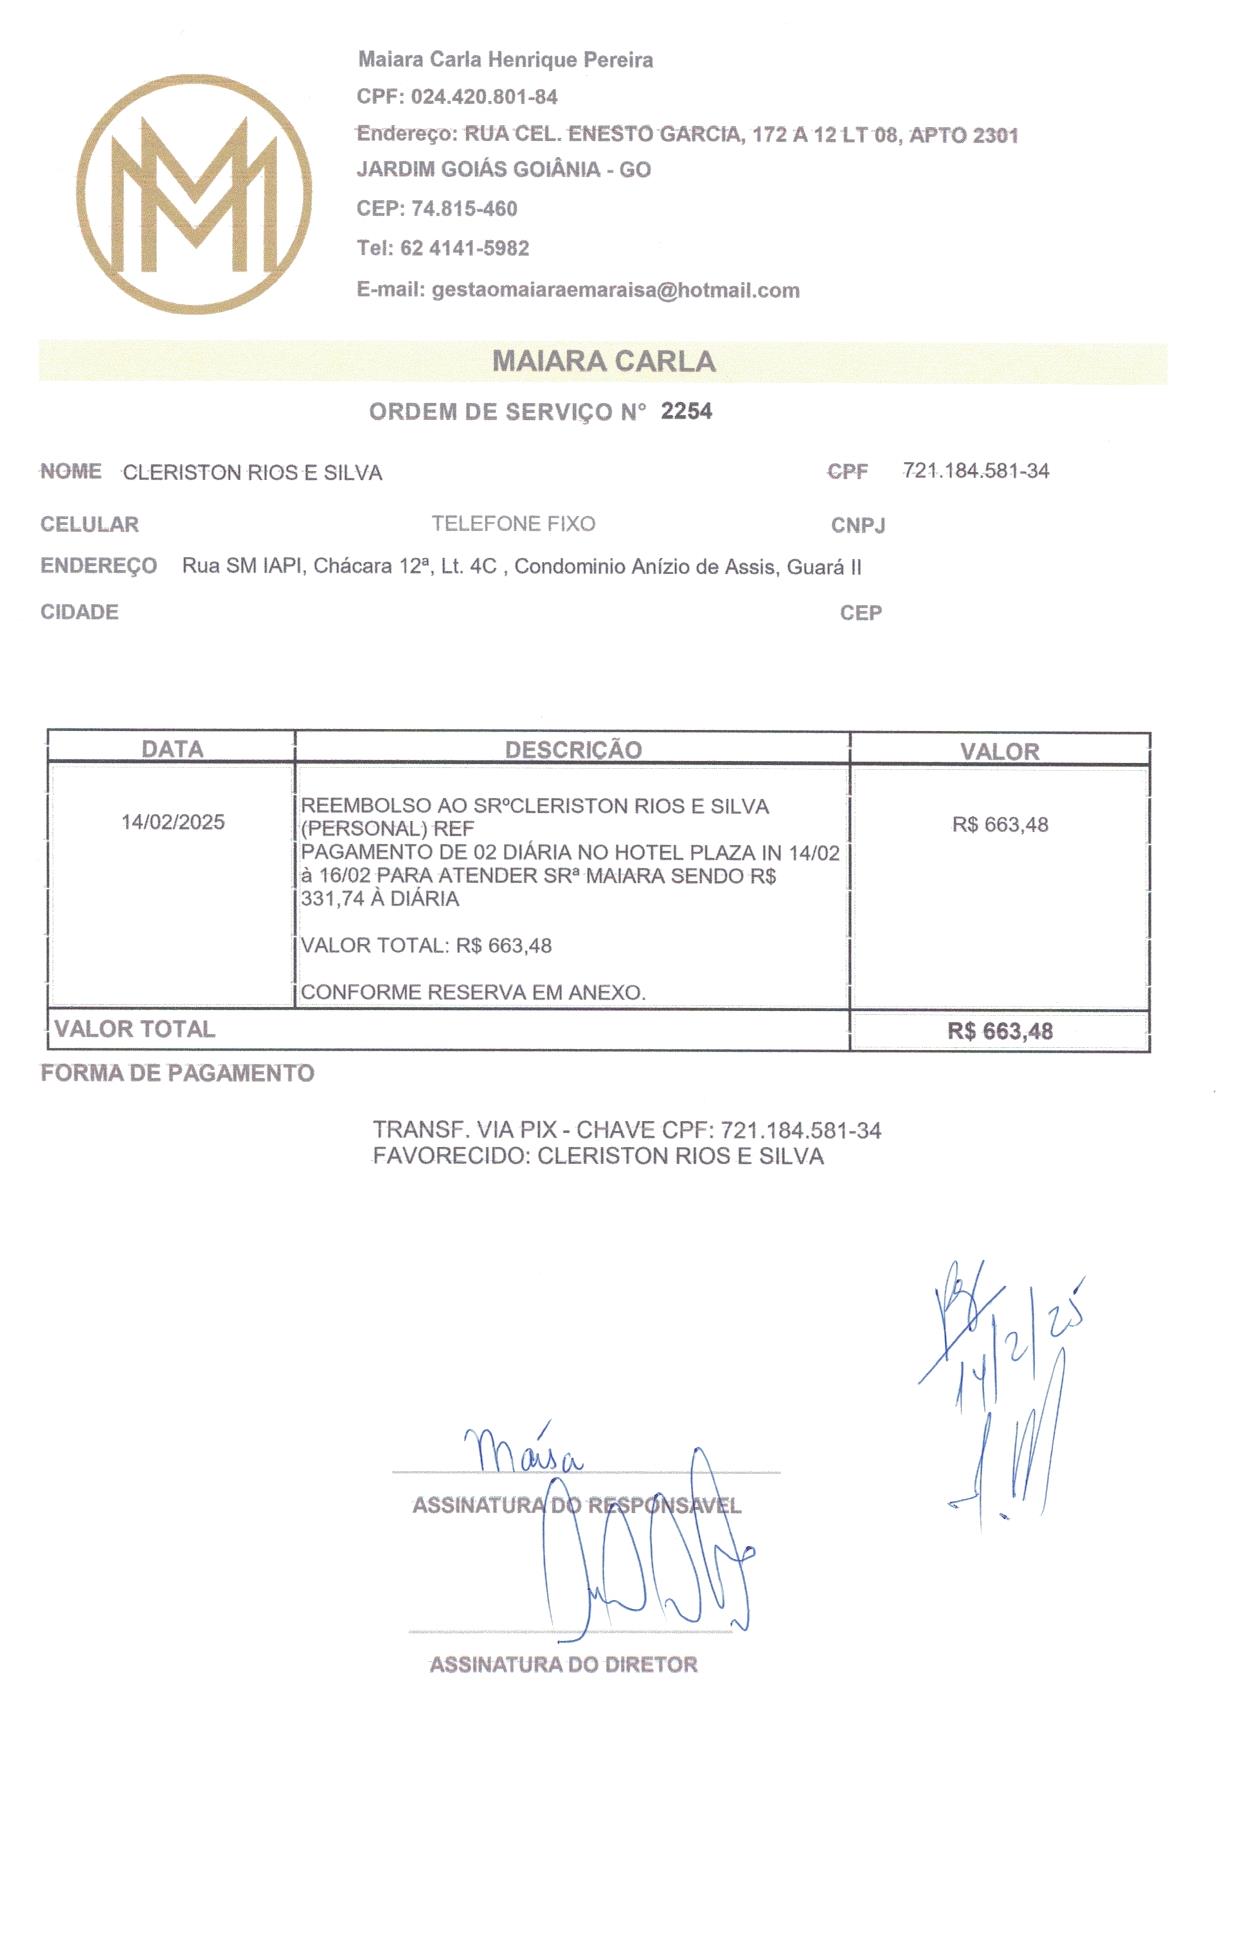 Maiara Carla Henrique Pereira
CPF: 024.420.801-84
Endereço: RUA CEL. ENESTO GARCIA, 172 A 12 LT 08, APTO 2301
JARDIM GOIÁS GOIÂNIA - GO
CEP: 74.815-460
Tel: 62 4141-5982
E-mail: gestaomaiaraemaraisa@hotmail.com
MAIARA CARLA
ORDEM DE SERVIÇO N° 2254
NOME CLERISTON RIOS E SILVA CPF 721.184.581-34
CELULAR TELEFONE FIXO CNPJ
ENDEREÇO Rua SM IAPI, Chácara 12ª, Lt. 4C , Condominio Anízio de Assis, Guará II
CIDADE CEP
DATA DESCRIÇÃO VALOR
REEMBOLSO AO SRºCLERISTON RIOS E SILVA
14/02/2025 (PERSONAL) REF R$ 663,48
PAGAMENTO DE 02 DIÁRIA NO HOTEL PLAZA IN 14/02
à 16/02 PARA ATENDER SRª MAIARA SENDO R$
331,74 À DIÁRIA
VALOR TOTAL: R$ 663,48
CONFORME RESERVA EM ANEXO.
VALOR TOTAL R$ 663,48
FORMA DE PAGAMENTO
TRANSF. VIA PIX - CHAVE CPF: 721.184.581-34
FAVORECIDO: CLERISTON RIOS E SILVA
14/2/25
Maísa
ASSINATURA DO RESPONSÁVEL
ASSINATURA DO DIRETOR